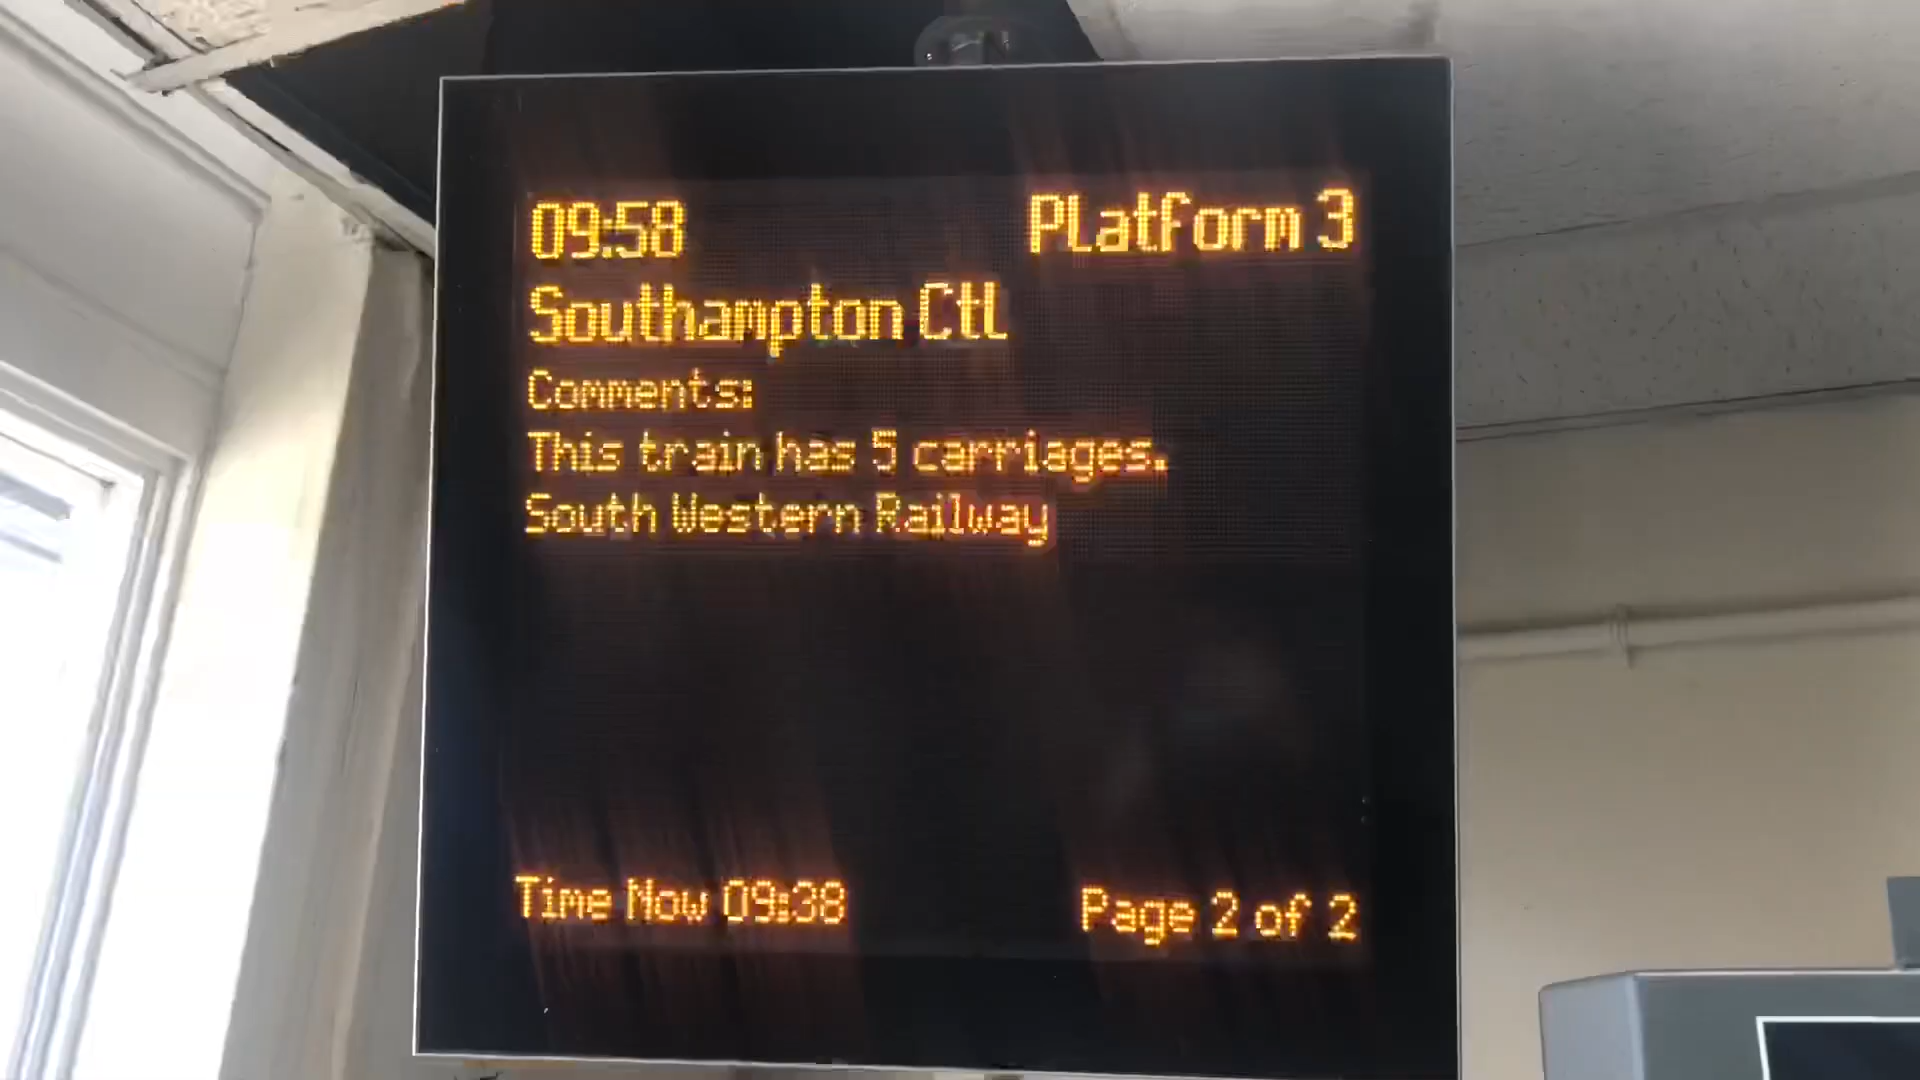 09:58 Platform 3
Southampton Ctl
Comments:
This train has 5 carriages.
South Western Railway
Time Now 09:38 Page 2 of 2